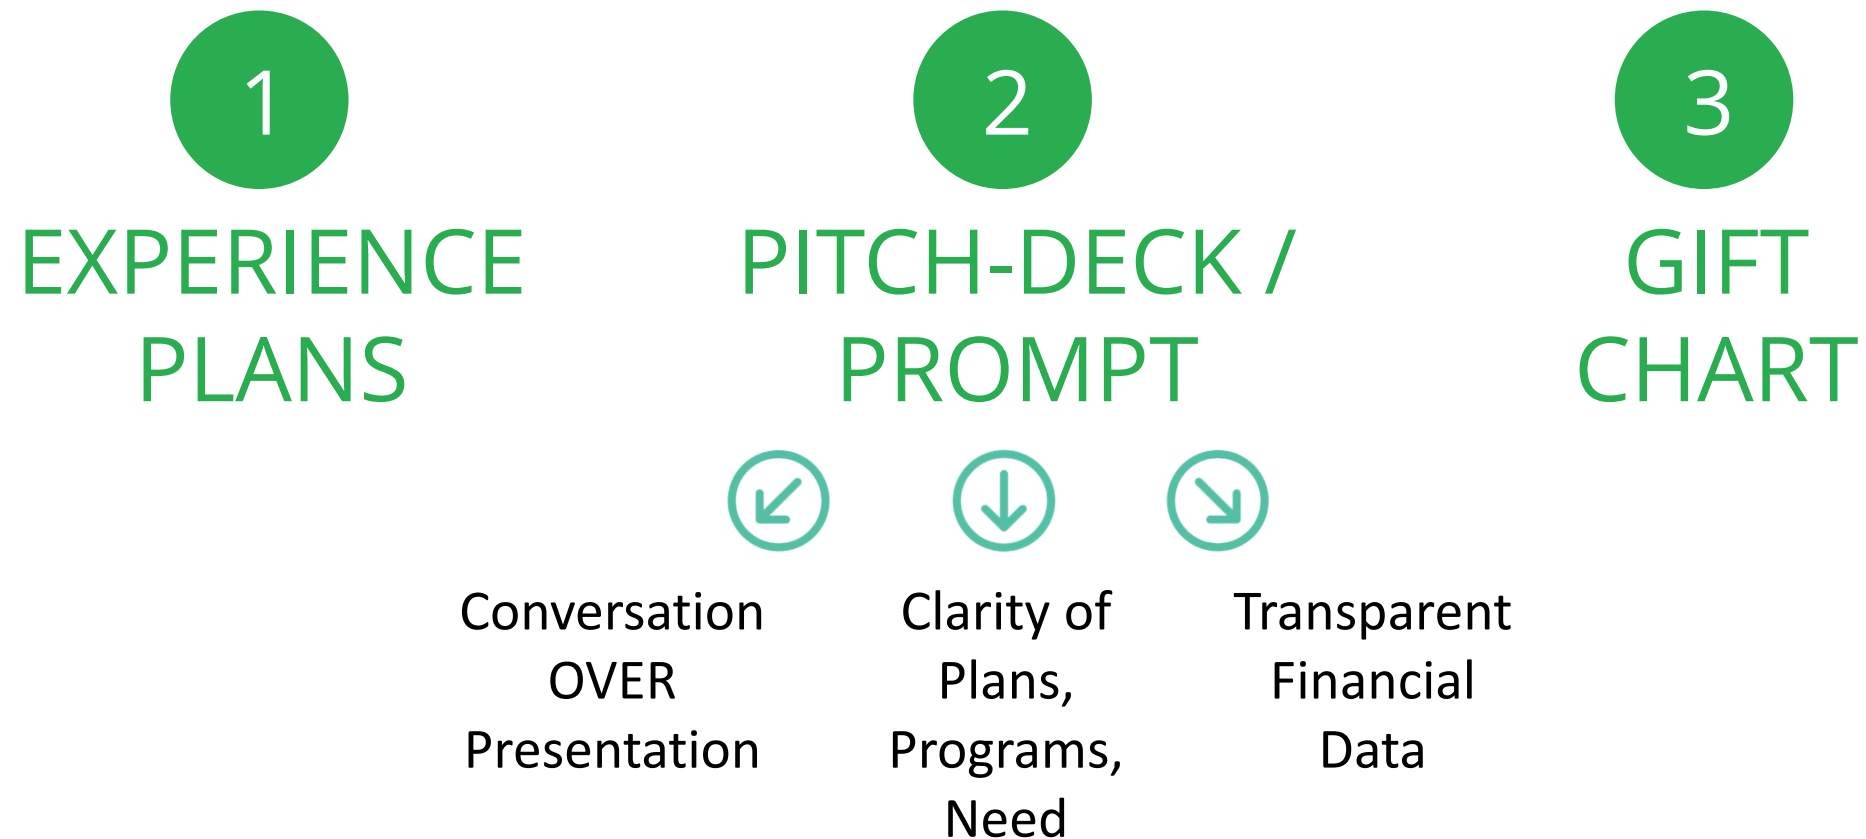 1
EXPERIENCE
PLANS
2
PITCH-DECK /
PROMPT
3
GIFT
CHART
Conversation
OVER
Presentation
Clarity of
Plans,
Programs,
Need
Transparent
Financial
Data